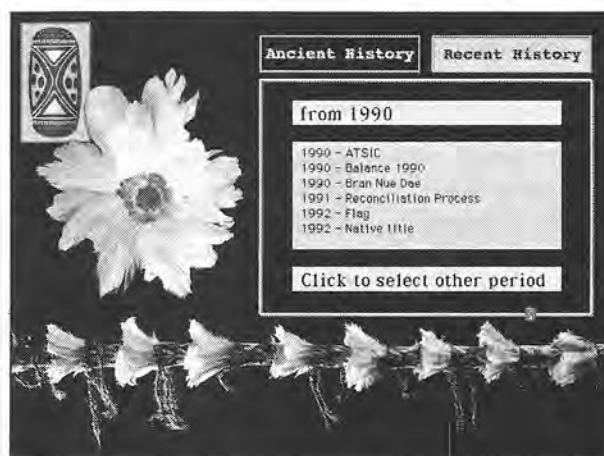 Ancient History
Recent History
from 1990
1990 - ATSIC
1990 - Balance 1990
1990 - Bran Nue Dae
1991 - Reconciliation Process
1992 - Flag
1992 - Native title
Click to select other period